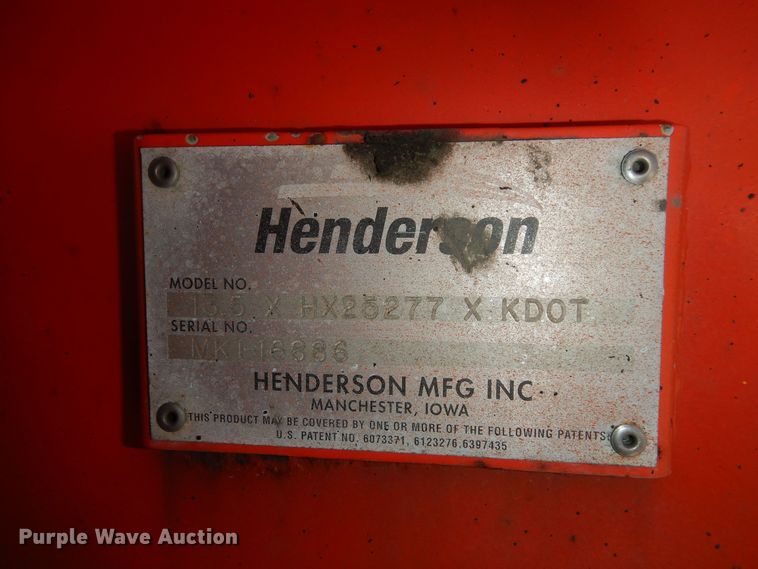 Henderson
MODEL NO.
13.5 X HX25277 X KDOT
SERIAL NO.
HENDERSON MFG INC
MANCHESTER, IOWA
THIS PRODUCT MAY BE COVERED BY ONE OR MORE OF THE FOLLOWING PATENTS
U.S. PATENT NO. 6073371, 6123276.6397435
Purple Wave Auction